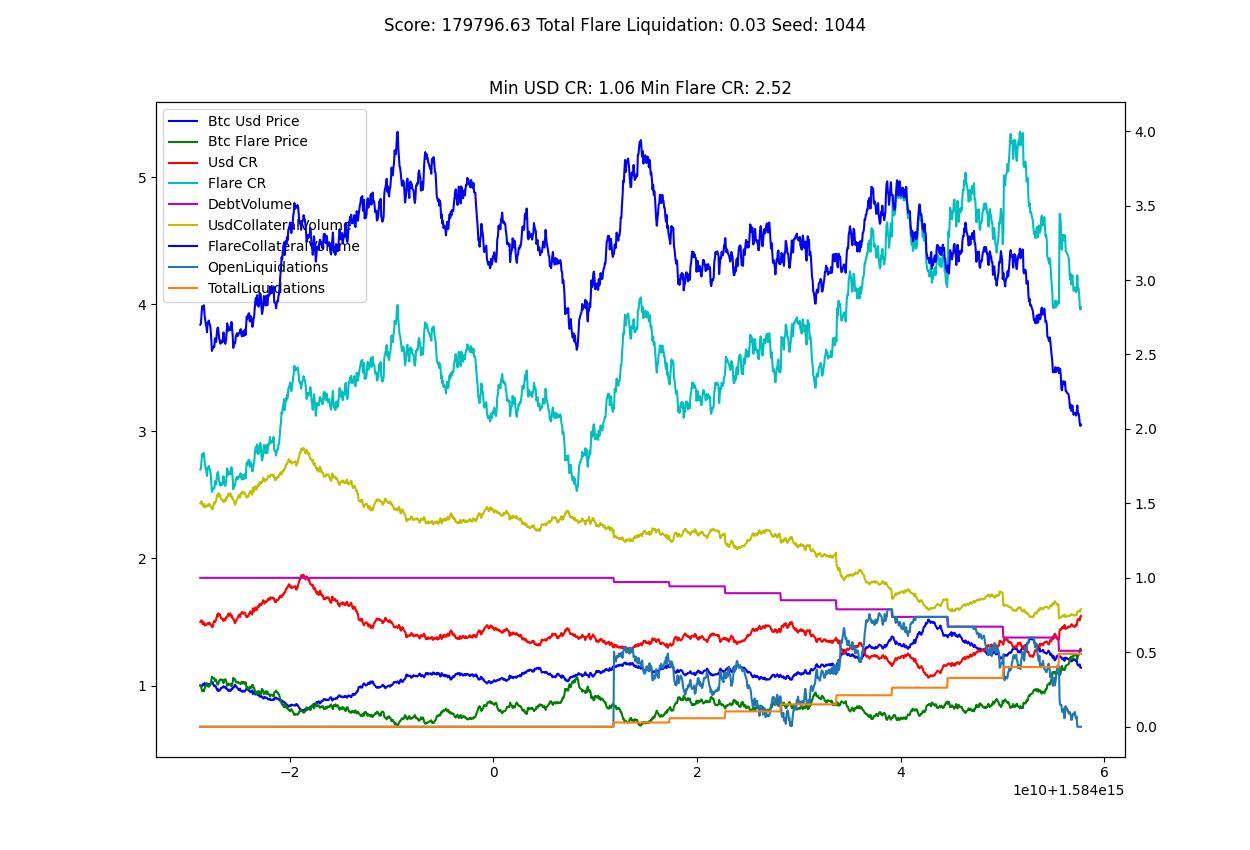 Score: 179796.63 Total Flare Liquidation: 0.03 Seed: 1044
Min USD CR: 1.06 Min Flare CR: 2.52
Btc Usd Price
Btc Flare Price
Usd CR
Flare CR
DebtVolume
UsdCollateralVolume
FlareCollateralVolume
OpenLiquidations
TotalLiquidations
5
4
3
2
1
4.0
3.5
3.0
2.5
2.0
1.5
1.0
0.5
0.0
−2 0 2 4 6
1e10+1.584e15